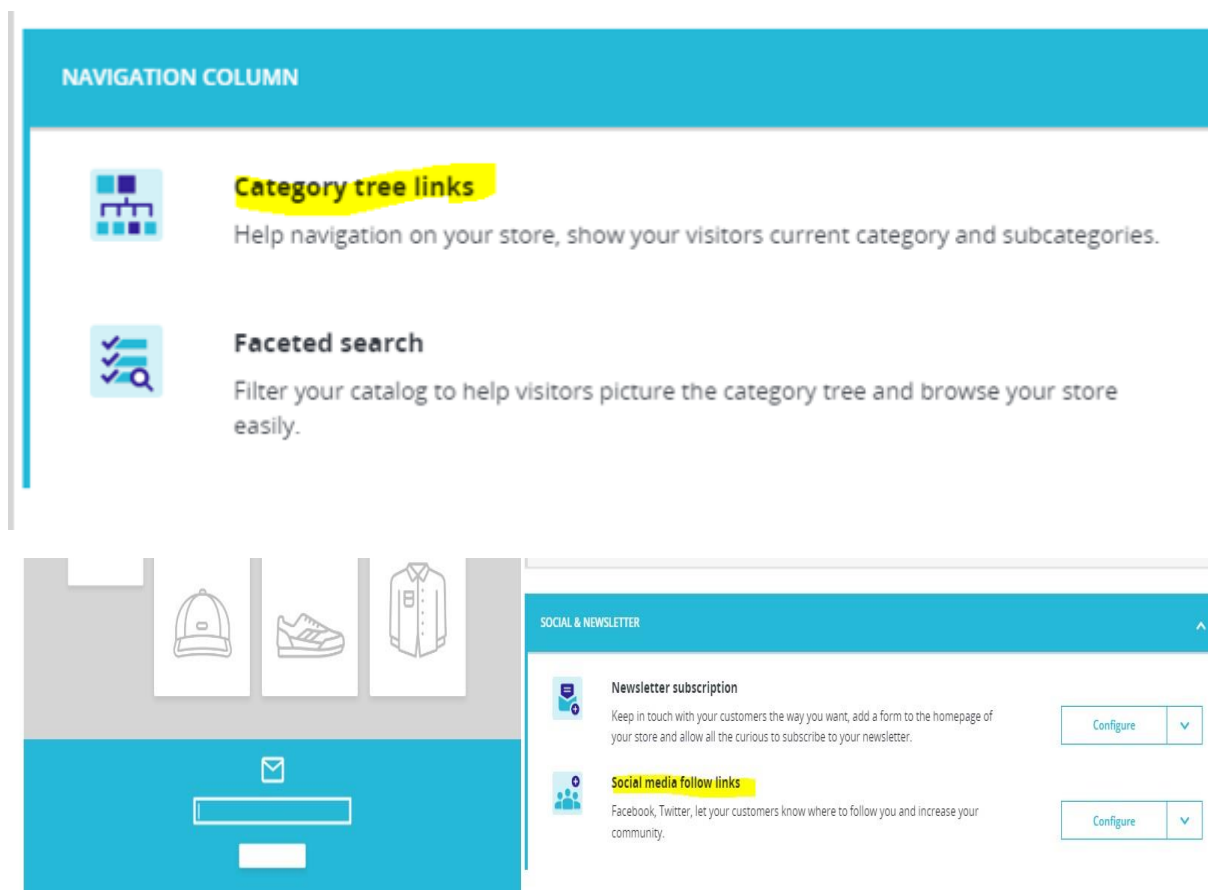 NAVIGATION COLUMN
Category tree links
Help navigation on your store, show your visitors current category and subcategories.
Faceted search
Filter your catalog to help visitors picture the category tree and browse your store
easily.
SOCIAL & NEWSLETTER
Newsletter subscription
Keep in touch with your customers the way you want, add a form to the homepage of
your store and allow all the curious to subscribe to your newsletter.
Configure
Social media follow links
Facebook, Twitter, let your customers know where to follow you and increase your
community.
Configure